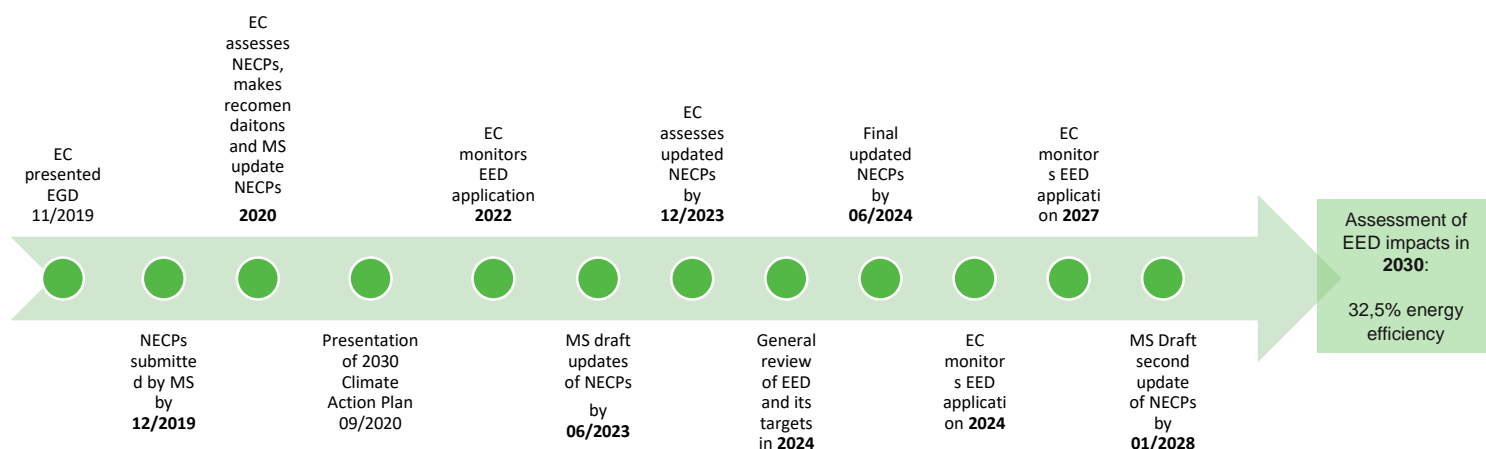 EC
presented
EGD
11/2019
NECPs
submitte
d by MS
by
12/2019
EC
assesses
NECPs,
makes
recomen
daitons
and MS
update
NECPs
2020
Presentation
of 2030
Climate
Action Plan
09/2020
EC
monitors
EED
application
2022
MS draft
updates
of NECPs
by
06/2023
EC
assesses
updated
NECPs
by
12/2023
General
review
of EED
and its
targets
in 2024
Final
updated
NECPs
by
06/2024
EC
monitor
s EED
applicati
on 2024
EC
monitor
s EED
applicati
on 2027
MS Draft
second
update
of NECPs
by
01/2028
Assessment of
EED impacts in
2030:
32,5% energy
efficiency